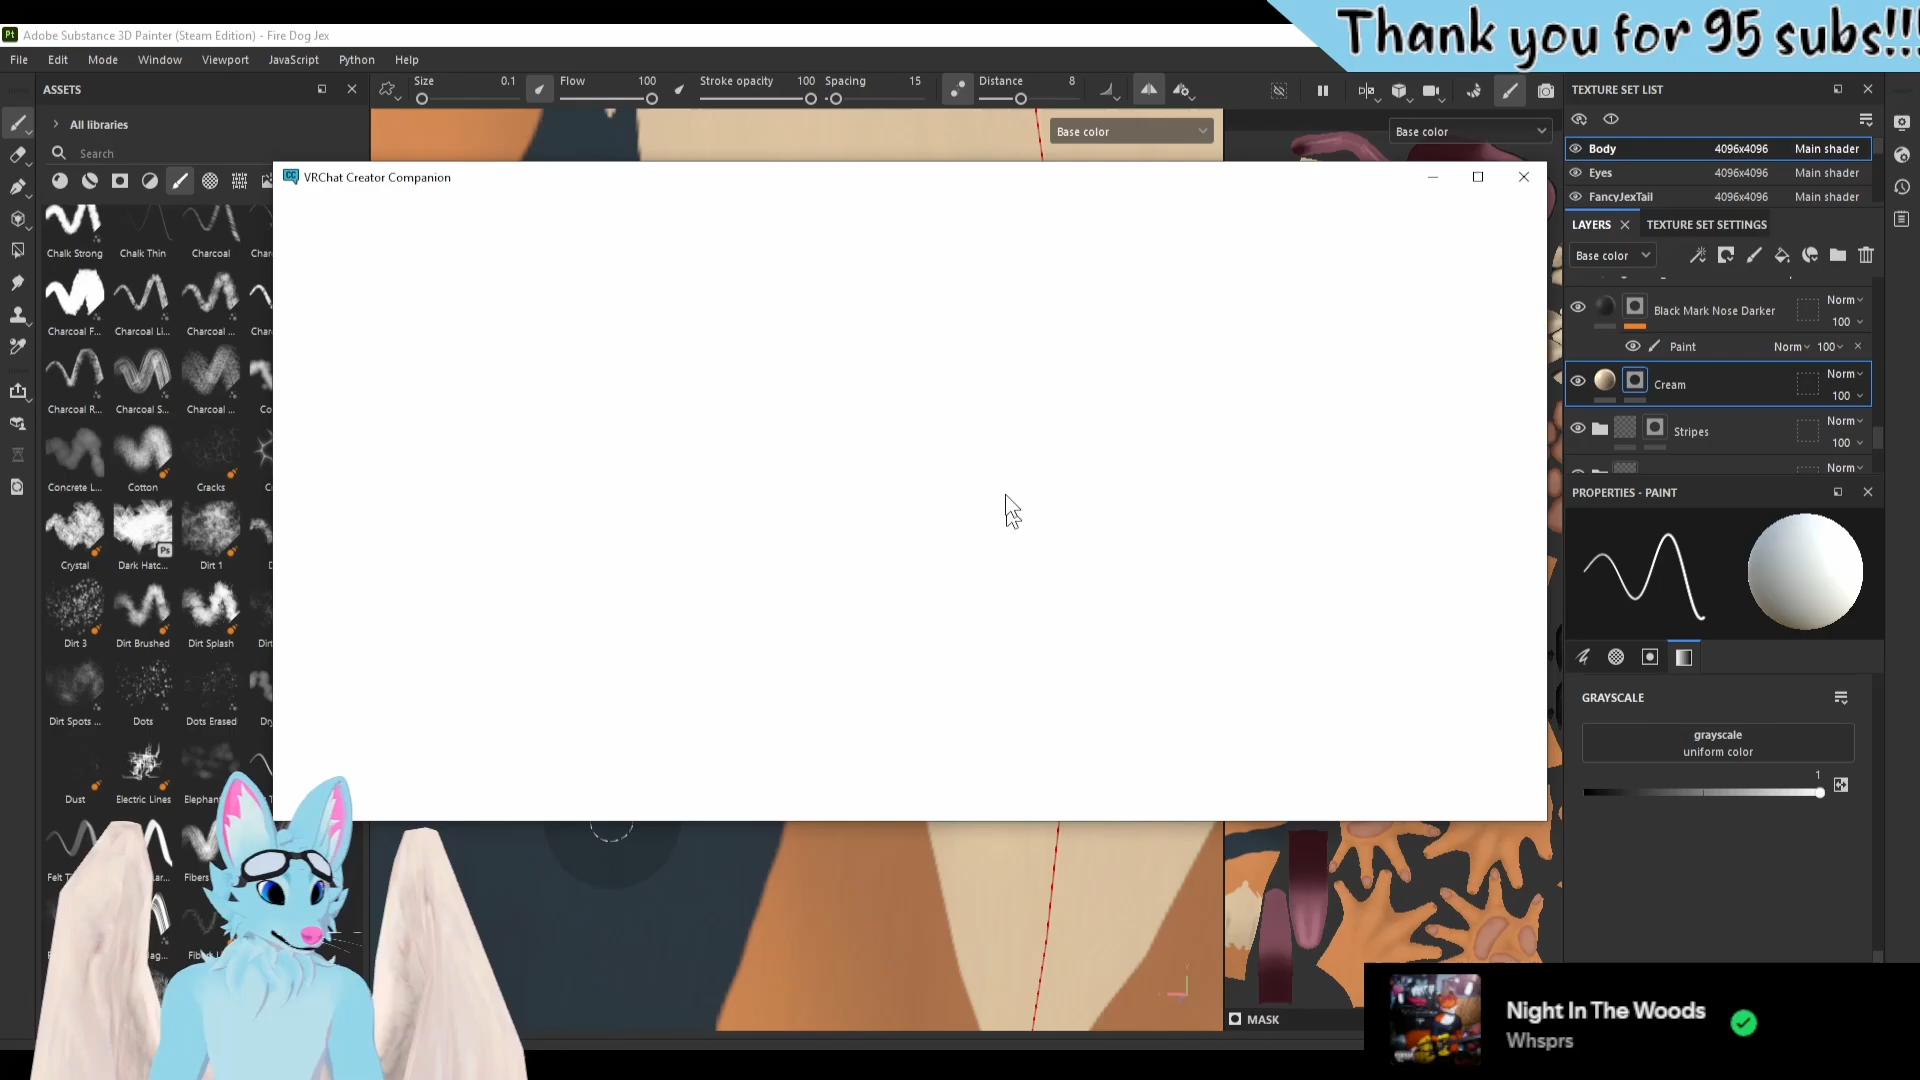 Thank you for 95 subs!!!
Adobe Substance 3D Painter (Steam Edition) - Fire Dog Jex
File Edit Mode Window Viewport JavaScript Python Help
ASSETS
Size 0.1 Flow 100 Stroke opacity 100 Spacing 15 Distance 8
All libraries
Search
Base color
Base color
VRChat Creator Companion
Chalk Strong Chalk Thin Charcoal
Charcoal F... Charcoal Li... Charcoal ...
Charcoal R... Charcoal S... Charcoal ...
Concrete L... Cotton Cracks
Crystal Dark Hatc... Dirt 1
Dirt 3 Dirt Brushed Dirt Splash
Dirt Spots ... Dots Dots Erased
Dust Electric Lines Elephant
Ps
TEXTURE SET LIST
Body 4096x4096 Main shader
Eyes 4096x4096 Main shader
FancyJexTail 4096x4096 Main shader
LAYERS TEXTURE SET SETTINGS
Base color
Black Mark Nose Darker Norm 100
Paint Norm 100
Cream Norm 100
Stripes Norm 100
Norm
PROPERTIES - PAINT
GRAYSCALE
grayscale
uniform color
1
MASK
Night In The Woods
Whsprs